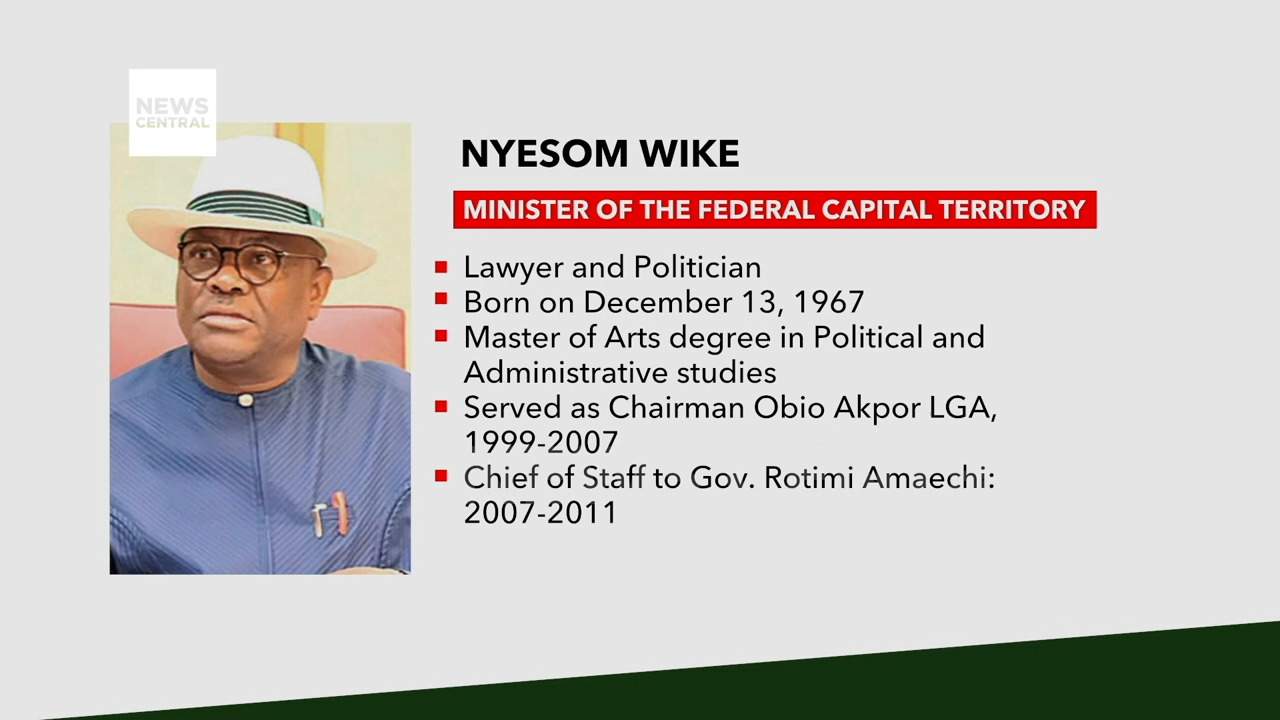 NEWS
CENTRAL
NYESOM WIKE
MINISTER OF THE FEDERAL CAPITAL TERRITORY
Lawyer and Politician
Born on December 13, 1967
Master of Arts degree in Political and
Administrative studies
Served as Chairman Obio Akpor LGA,
1999-2007
Chief of Staff to Gov. Rotimi Amaechi:
2007-2011